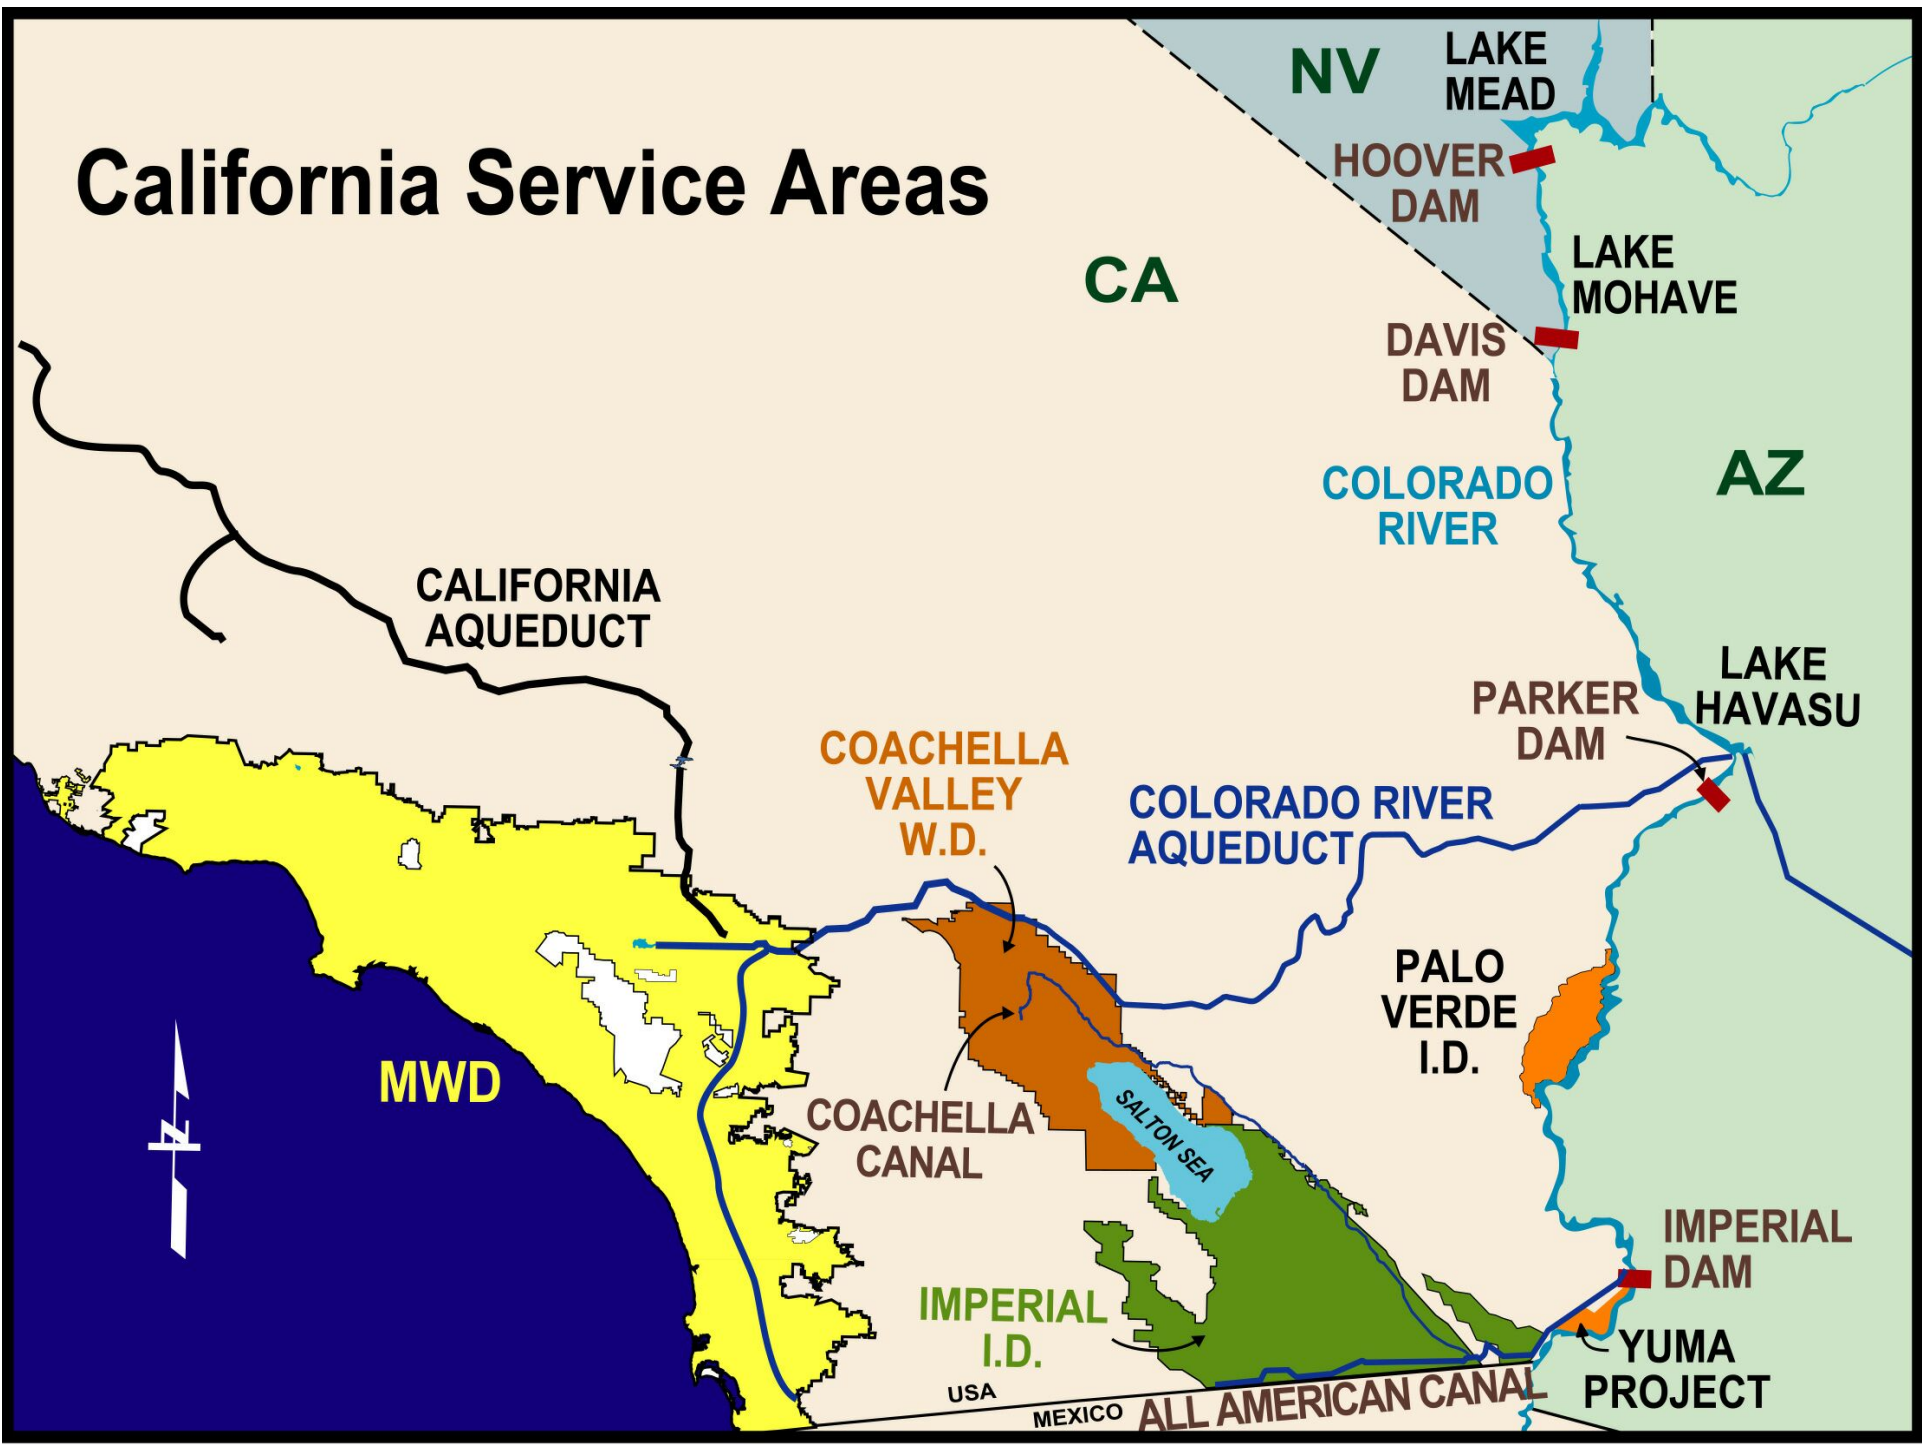 NV
LAKE
MEAD
California Service Areas
HOOVER
DAM
CA
LAKE
MOHAVE
DAVIS
DAM
COLORADO
RIVER
AZ
CALIFORNIA
AQUEDUCT
LAKE
HAVASU
PARKER
DAM
COACHELLA
VALLEY
W.D.
COLORADO RIVER
AQUEDUCT
PALO
VERDE
I.D.
MWD
COACHELLA
CANAL
SALTON SEA
IMPERIAL
DAM
IMPERIAL
I.D.
YUMA
PROJECT
USA
MEXICO
ALL AMERICAN CANAL